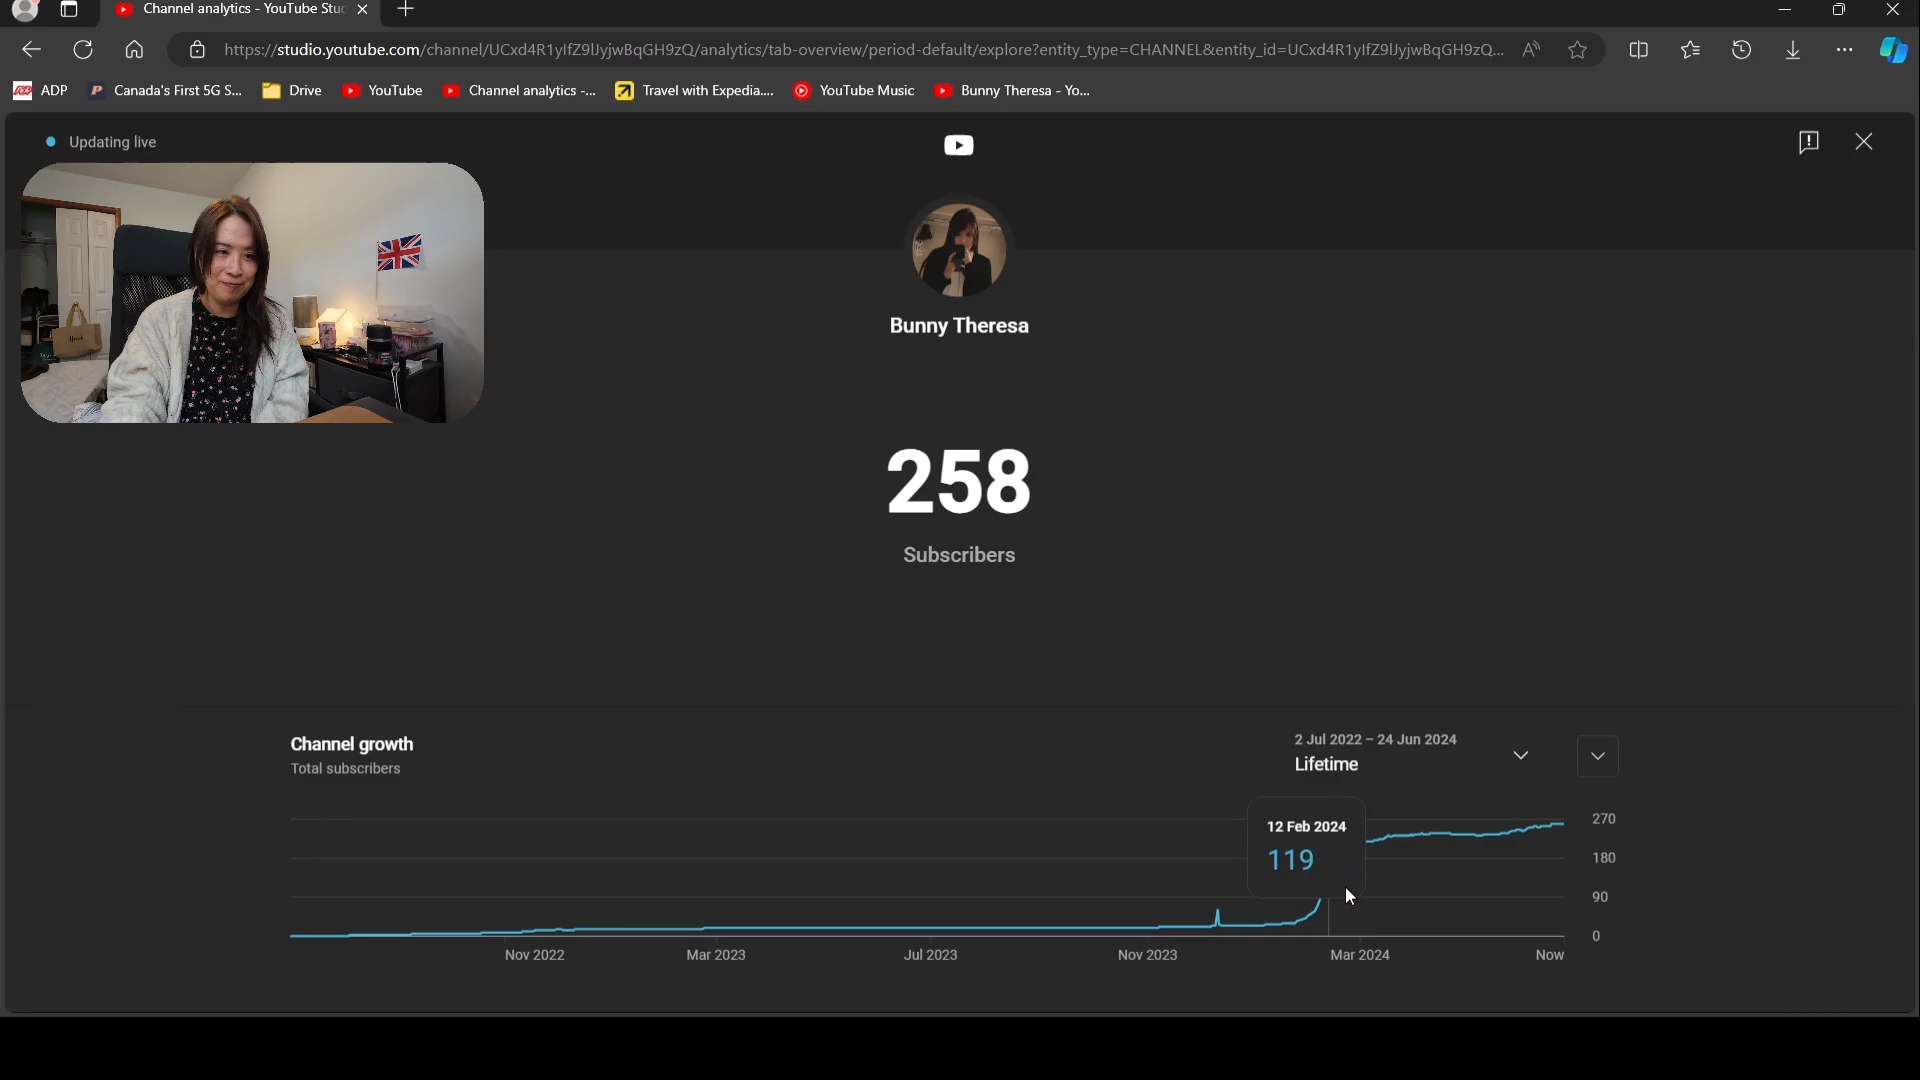 Channel analytics - YouTube Stu
https://studio.youtube.com/channel/UCxd4R1yIfZ9IJyjwBqGH9zQ/analytics/tab-overview/period-default/explore?entity_type=CHANNEL&entity_id=UCxd4R1yIfZ9IJyjwBqGH9zQ...
ADP Canada's First 5G S... Drive YouTube Channel analytics -... Travel with Expedia.... YouTube Music Bunny Theresa - Yo...
Updating live
Bunny Theresa
258
Subscribers
Channel growth
Total subscribers
2 Jul 2022 – 24 Jun 2024
Lifetime
12 Feb 2024
119
270
180
90
0
Nov 2022 Mar 2023 Jul 2023 Nov 2023 Mar 2024 Now